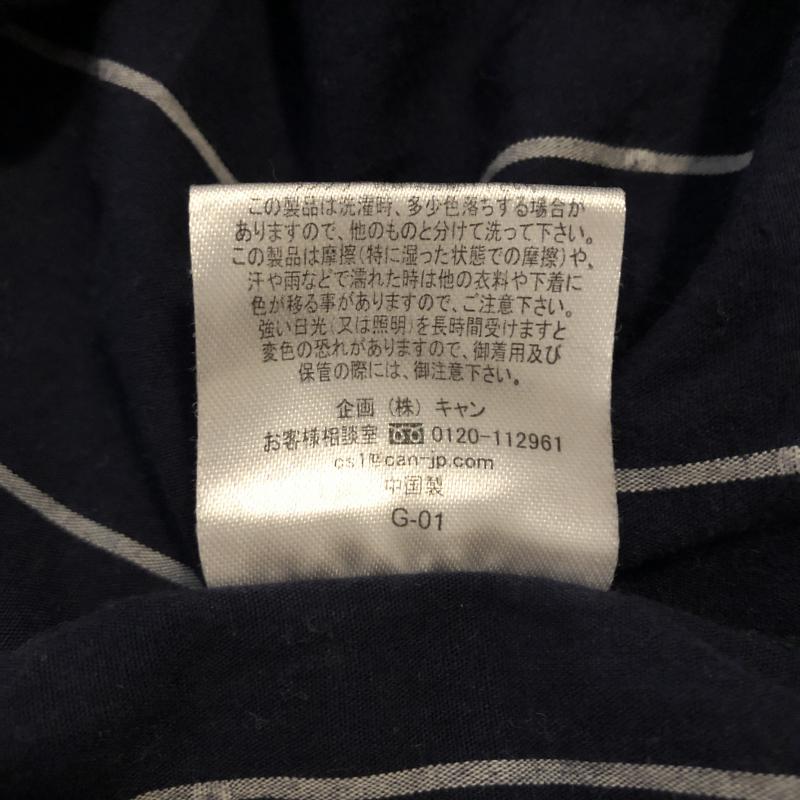 この製品は洗濯時、多少色落ちする場合が
ありますので、他のものと分けて洗って下さい。
この製品は摩擦(特に湿った状態での摩擦)や、
汗や雨などで濡れた時は他の衣料や下着に
色が移る事がありますので、ご注意下さい。
強い日光(又は照明)を長時間受けますと
変色の恐れがありますので、御着用及び
保管の際には、御注意下さい。
企画 (株) キャン
お客様相談室 0120-112961
cs1@can-jp.com
中国製
G-01